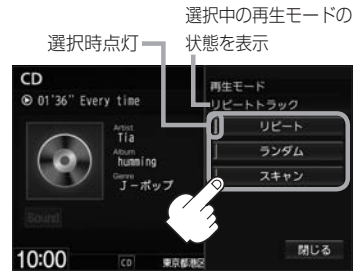 選択中の再生モードの
状態を表示
選択時点灯
CD
01'36" Every time
Artist
Tia
Album
humming
Genre
J-ポップ
Sound
10:00
CD
東京都港区
再生モード
リピートトラック
リピート
ランダム
スキャン
閉じる